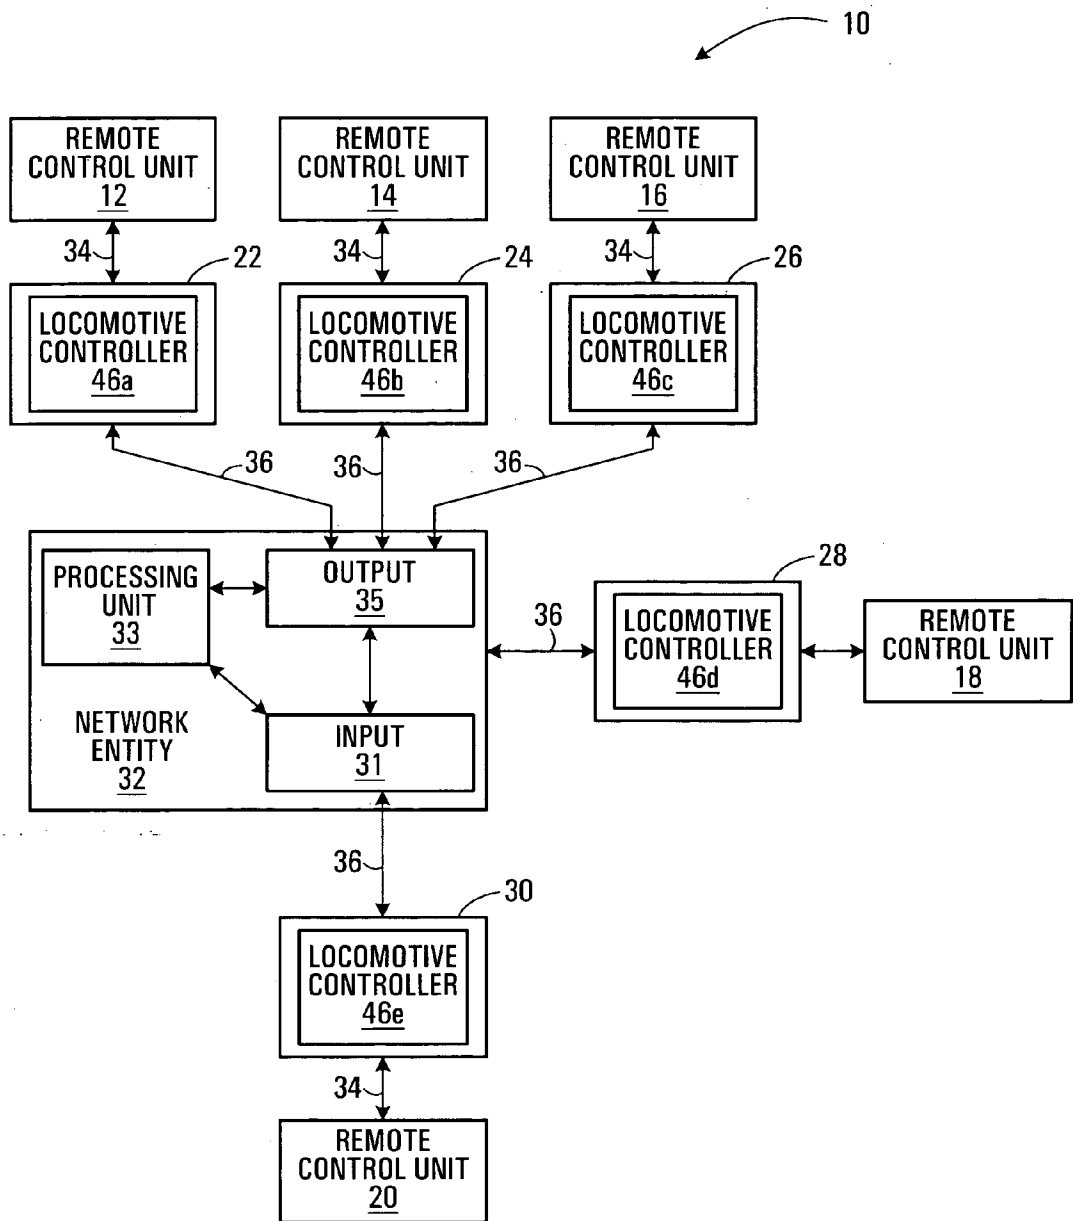 10
REMOTE
CONTROL UNIT
12
REMOTE
CONTROL UNIT
14
REMOTE
CONTROL UNIT
16
34
22
34
24
34
26
LOCOMOTIVE
CONTROLLER
46a
LOCOMOTIVE
CONTROLLER
46b
LOCOMOTIVE
CONTROLLER
46c
36
36
36
PROCESSING
UNIT
33
OUTPUT
35
28
36
LOCOMOTIVE
CONTROLLER
46d
REMOTE
CONTROL UNIT
18
NETWORK
ENTITY
32
INPUT
31
36
30
LOCOMOTIVE
CONTROLLER
46e
34
REMOTE
CONTROL UNIT
20